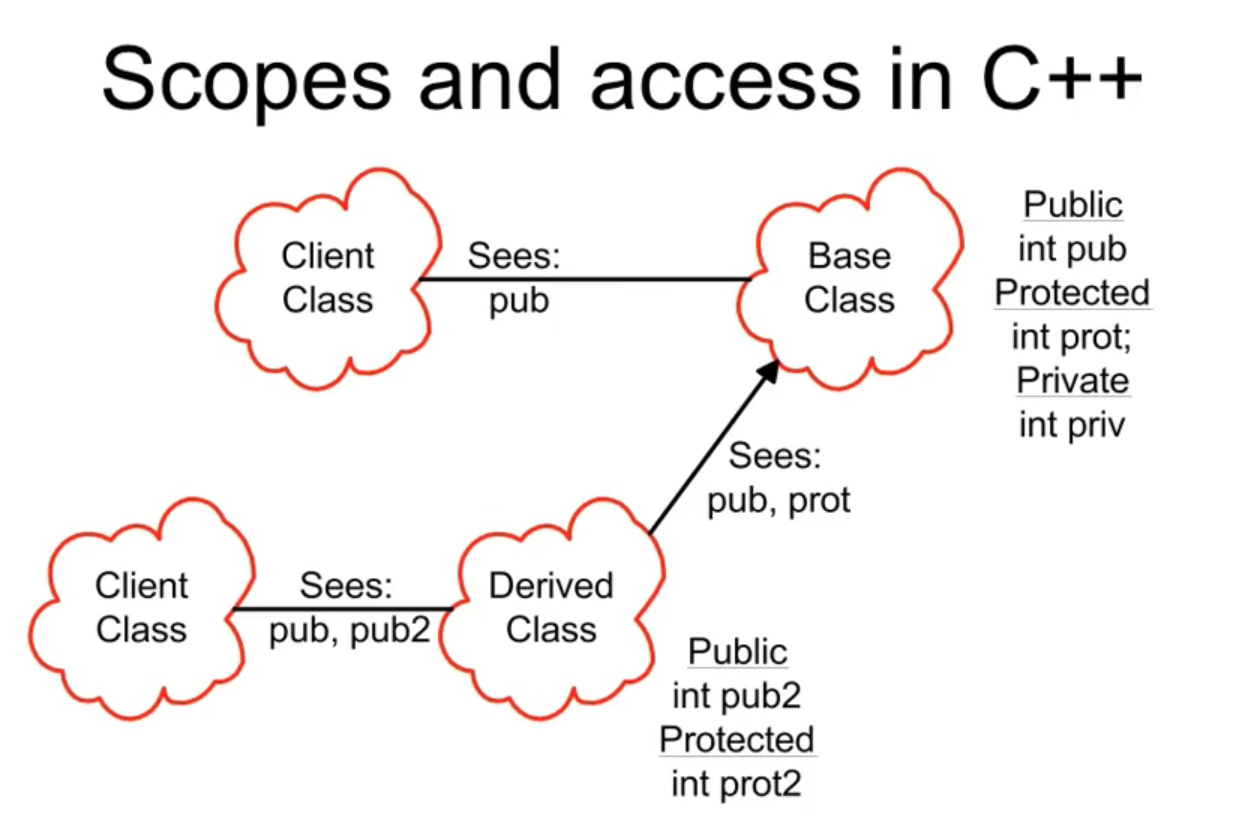 Scopes and access in C++
Client
Class
Sees:
pub
Base
Class
Public
int pub
Protected
int prot;
Private
int priv
Sees:
pub, prot
Client
Class
Sees:
pub, pub2
Derived
Class
Public
int pub2
Protected
int prot2